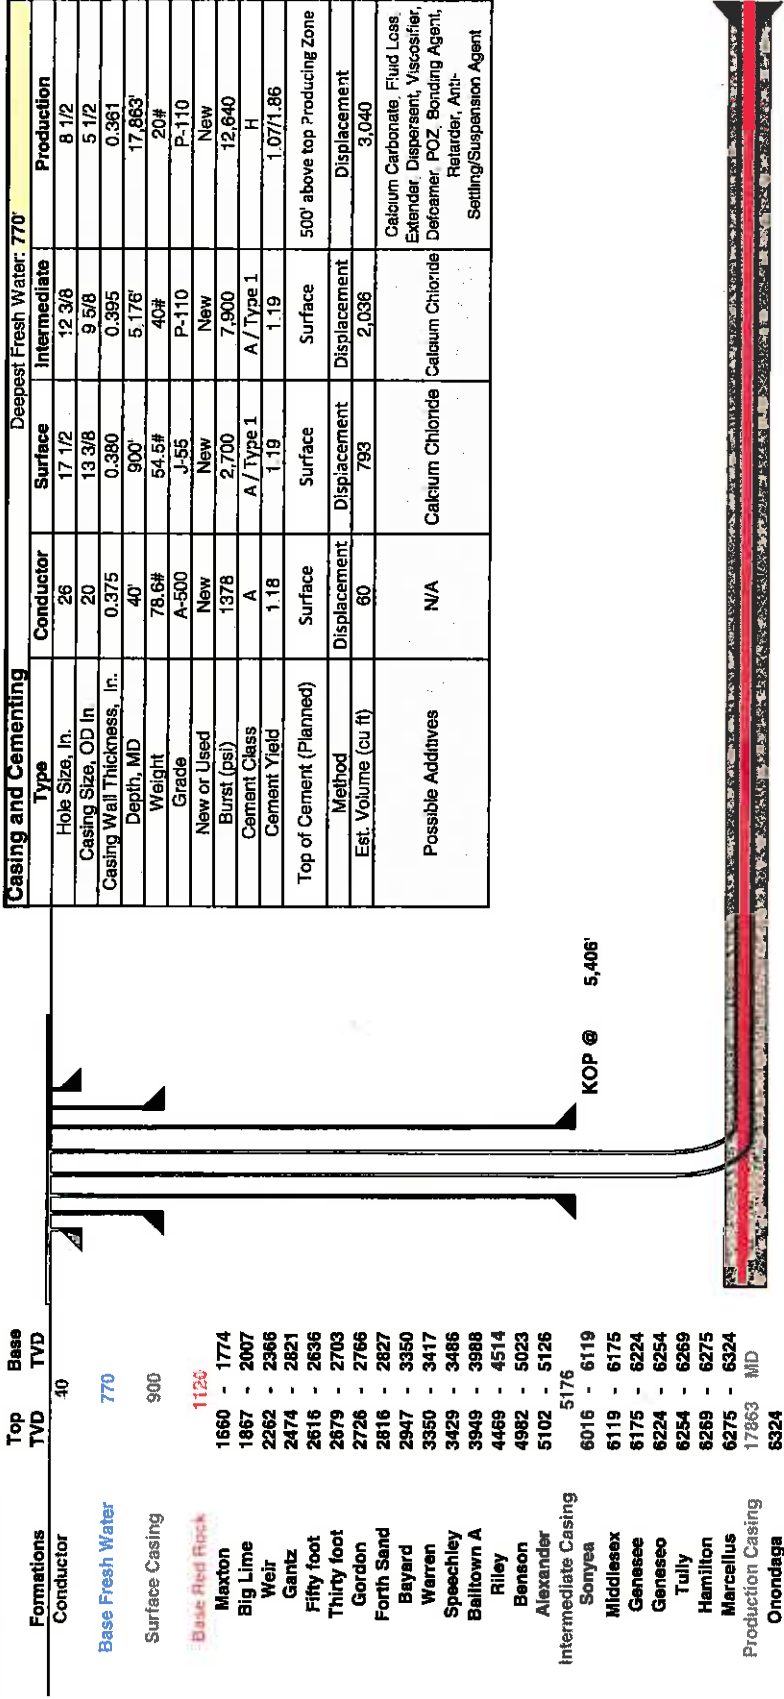 Formations Top TVD Base TVD
Conductor 40
Base Fresh Water 770
Surface Casing 900
Base Red Rock 1120
Maxton 1660 - 1774
Big Lime 1867 - 2007
Weir 2262 - 2366
Gantz 2474 - 2821
Fifty foot 2616 - 2636
Thirty foot 2679 - 2703
Gordon 2726 - 2766
Forth Sand 2816 - 2827
Bayard 2947 - 3350
Warren 3350 - 3417
Speechley 3429 - 3486
Balltown A 3949 - 3988
Riley 4469 - 4514
Benson 4982 - 5023
Alexander 5102 - 5126
Intermediate Casing 5176
Sonyea 6016 - 6119
Middlesex 6119 - 6175
Genesee 6175 - 6224
Geneseo 6224 - 6254
Tully 6254 - 6269
Hamilton 6269 - 6275
Marcellus 6275 - 6324
Production Casing 17863 MD
Onondaga 6324
KOP @ 5,406'
Casing and Cementing Deepest Fresh Water: 770'
Type Conductor Surface Intermediate Production
Hole Size, In. 26 17 1/2 12 3/8 8 1/2
Casing Size, OD In 20 13 3/8 9 5/8 5 1/2
Casing Wall Thickness, In. 0.375 0.380 0.395 0.361
Depth, MD 40' 900' 5,176' 17,863'
Weight 78.6# 54.5# 40# 20#
Grade A-500 J-55 P-110 P-110
New or Used New New New New
Burst (psi) 1378 2,700 7,900 12,640
Cement Class A A / Type 1 A / Type 1 H
Cement Yield 1.18 1.19 1.19 1.07/1.86
Top of Cement (Planned) Surface Surface Surface 500' above top Producing Zone
Method Displacement Displacement Displacement Displacement
Est. Volume (cu ft) 60 793 2,036 3,040
Possible Additives N/A Calcium Chloride Calcium Chloride Calcium Carbonate, Fluid Loss,
Extender, Dispersent, Viscosifier,
Defoamer, POZ, Bonding Agent,
Retarder, Anti-
Settling/Suspension Agent